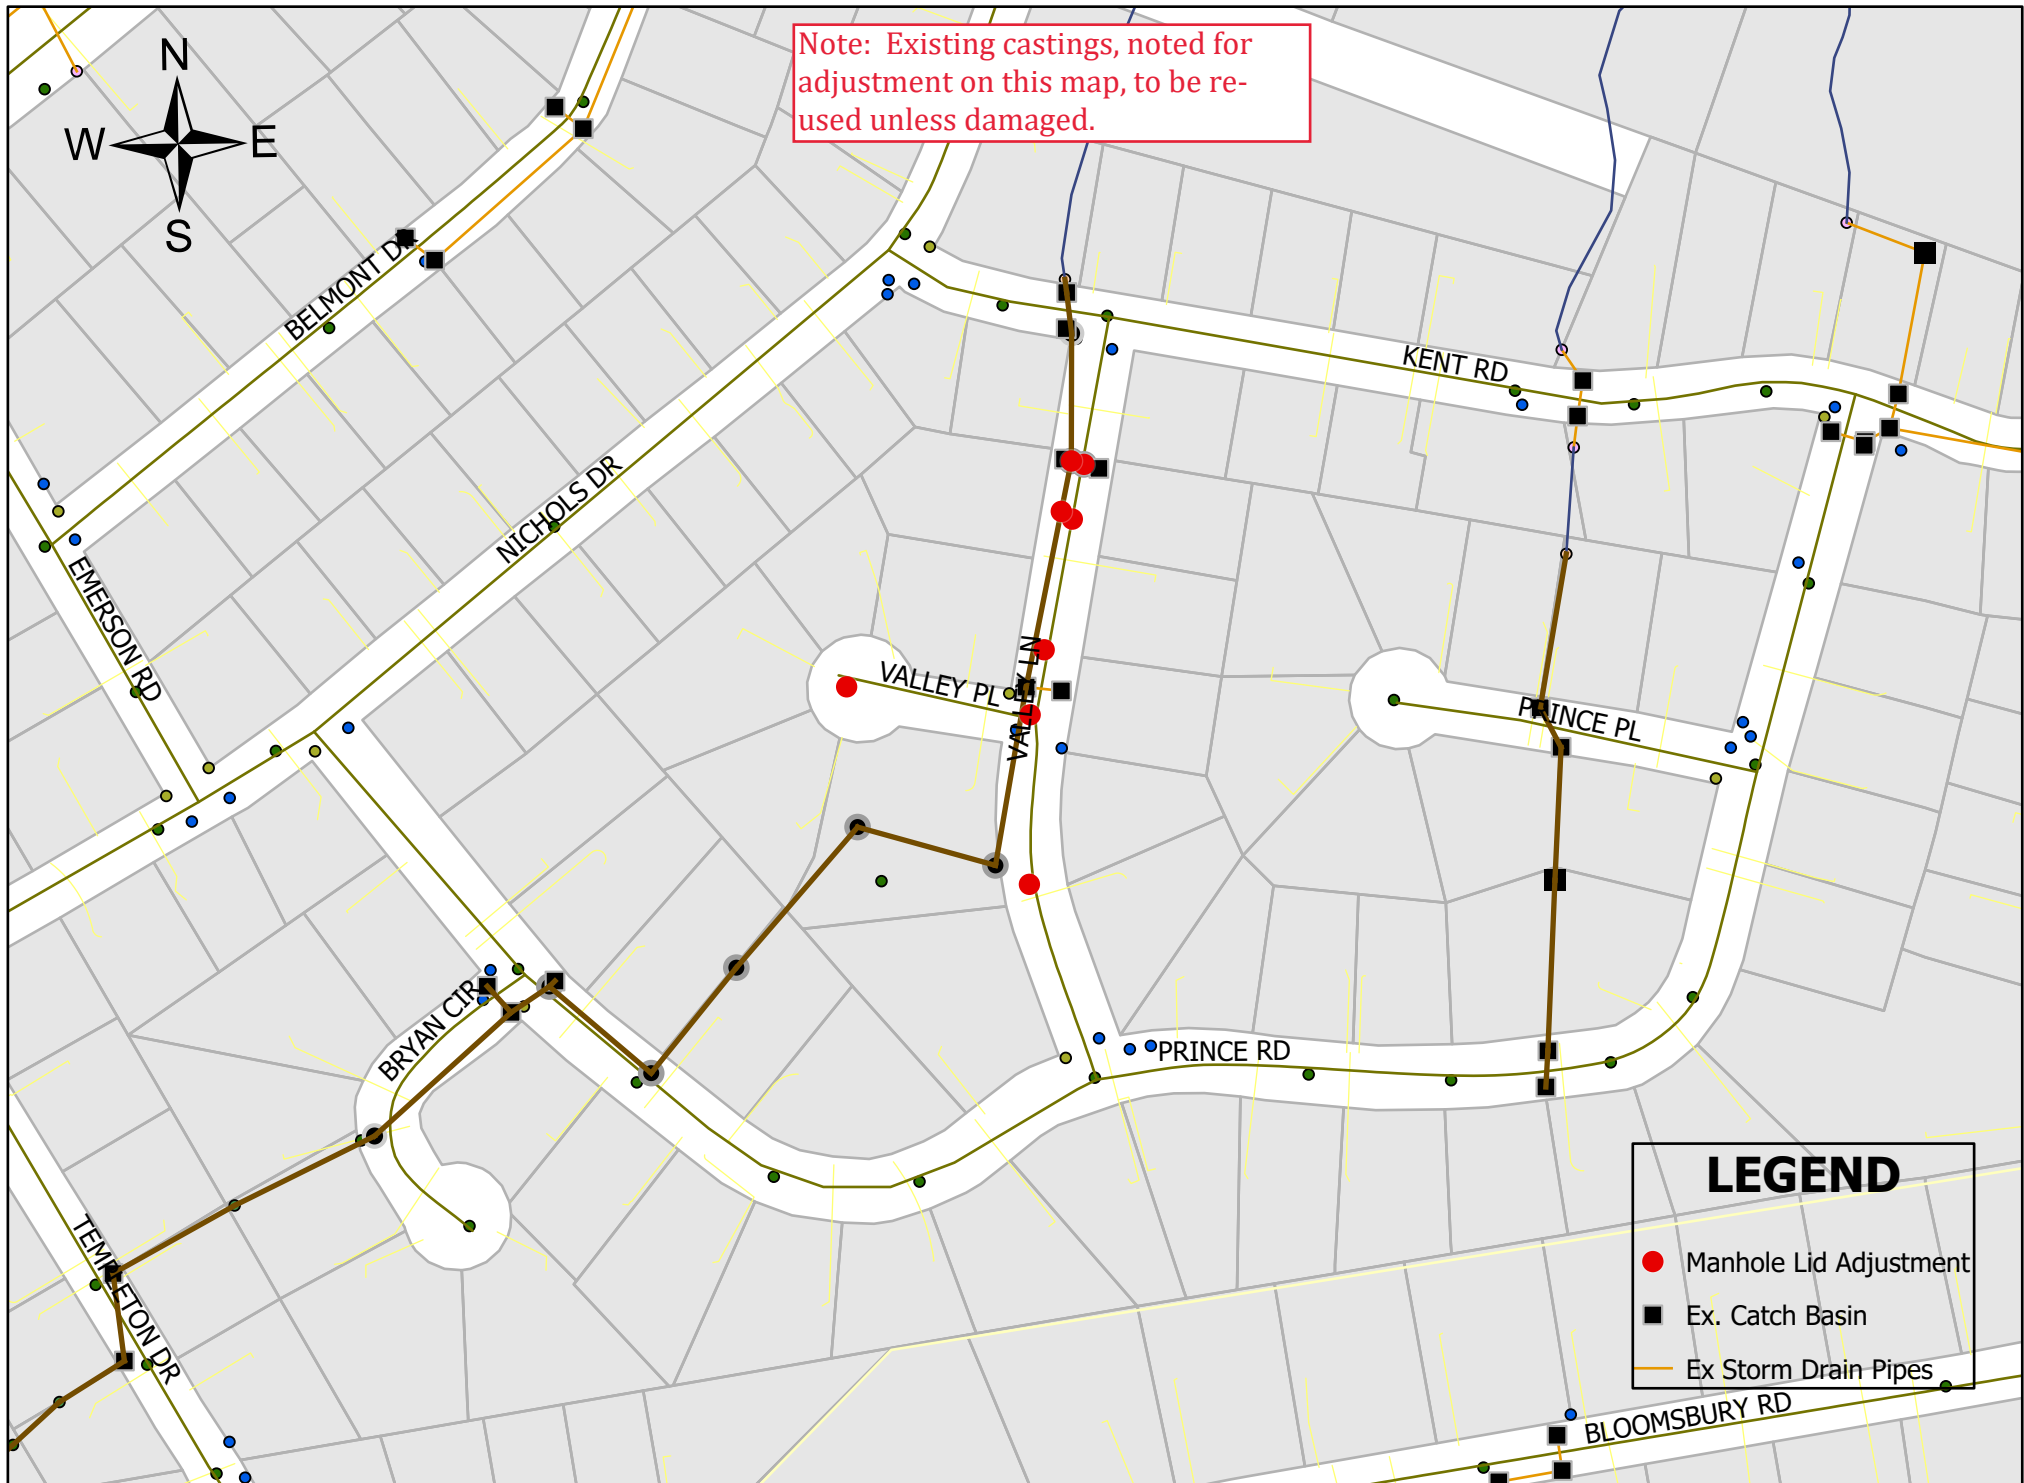 N
W E
S
Note: Existing castings, noted for
adjustment on this map, to be re-
used unless damaged.
BELMONT DR
KENT RD
NICHOLS DR
EMERSON RD
VALLEY LN
VALLEY PL
PRINCE PL
BRYAN CIR
PRINCE RD
TEMPLETON DR
LEGEND
Manhole Lid Adjustment
Ex. Catch Basin
Ex Storm Drain Pipes
BLOOMSBURY RD